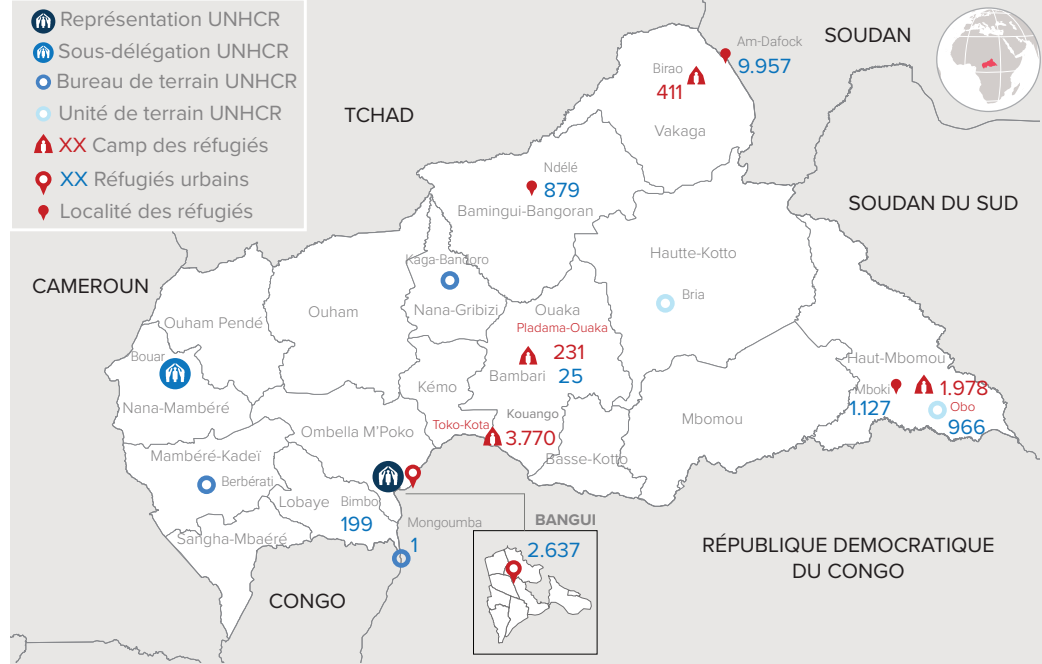 Représentation UNHCR
Sous-délégation UNHCR
Bureau de terrain UNHCR
Unité de terrain UNHCR
XX Camp des réfugiés
XX Réfugiés urbains
Localité des réfugiés
SOUDAN
Am-Dafock
9.957
Birao
411
Vakaga
TCHAD
Ndélé
879
Bamingui-Bangoran
SOUDAN DU SUD
Hautte-Kotto
Kaga-Bandoro
CAMEROUN
Bria
Nana-Gribizi
Ouaka
Ouham
Ouham Pendé
Pladama-Ouaka
231
Bambari
25
Bouar
Haut-Mbomou
Kémo
Mboki
1.978
1.127
Obo
966
Nana-Mambéré
Kouango
Mbomou
Toko-Kota
3.770
Ombella M'Poko
Mambéré-Kadeï
Basse-Kotto
Berbérati
Lobaye
Bimbo
199
Mongoumba
1
BANGUI
2.637
Sangha-Mbaéré
RÉPUBLIQUE DEMOCRATIQUE
DU CONGO
CONGO